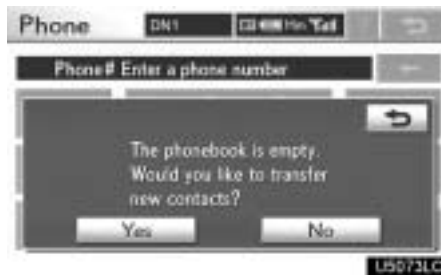 Phone DN1
Phone# Enter a phone number
The phonebook is empty.
Would you like to transfer
new contacts?
Yes No